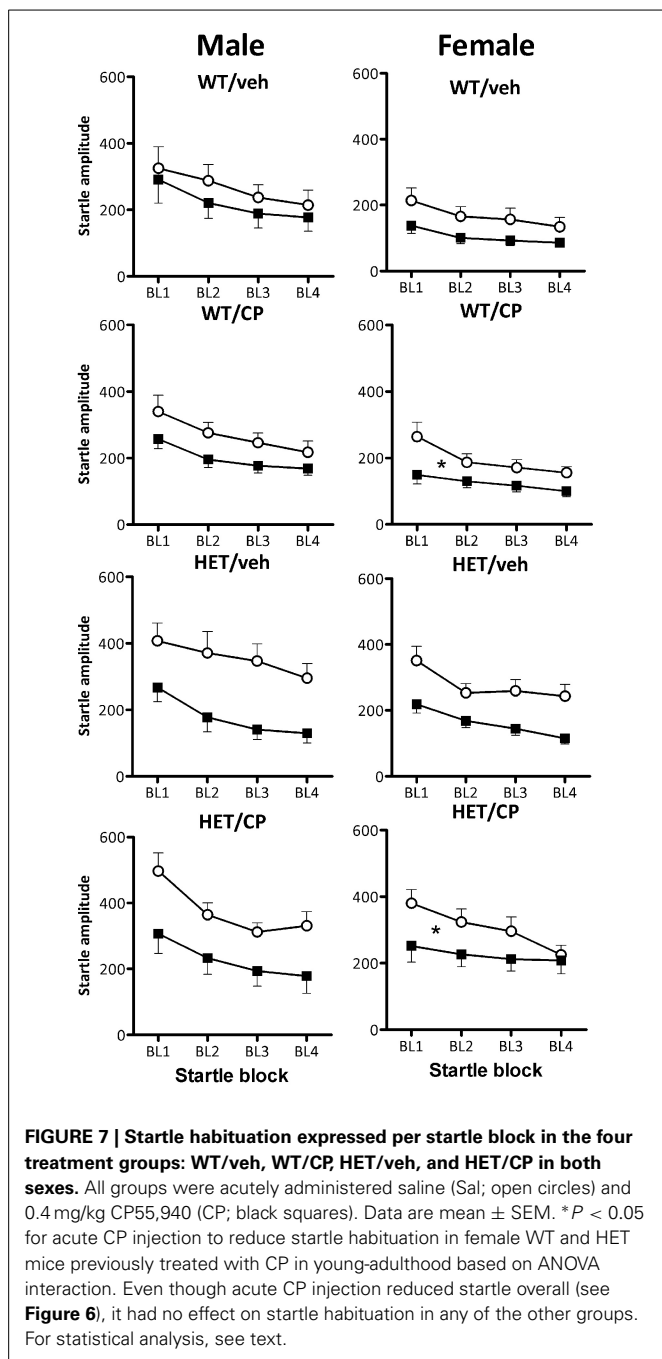 Male Female
WT/veh WT/veh
600 600
400 400
200 200
0 0
Startle amplitude
BL1 BL2 BL3 BL4 BL1 BL2 BL3 BL4
WT/CP WT/CP
600 600
400 400
200 200
0 0
Startle amplitude
*
BL1 BL2 BL3 BL4 BL1 BL2 BL3 BL4
HET/veh HET/veh
600 600
400 400
200 200
0 0
Startle amplitude
BL1 BL2 BL3 BL4 BL1 BL2 BL3 BL4
HET/CP HET/CP
600 600
400 400
200 200
0 0
Startle amplitude
*
BL1 BL2 BL3 BL4 BL1 BL2 BL3 BL4
Startle block Startle block
FIGURE 7 | Startle habituation expressed per startle block in the four
treatment groups: WT/veh, WT/CP, HET/veh, and HET/CP in both
sexes. All groups were acutely administered saline (Sal; open circles) and
0.4 mg/kg CP55,940 (CP; black squares). Data are mean ± SEM. *P < 0.05
for acute CP injection to reduce startle habituation in female WT and HET
mice previously treated with CP in young-adulthood based on ANOVA
interaction. Even though acute CP injection reduced startle overall (see
Figure 6), it had no effect on startle habituation in any of the other groups.
For statistical analysis, see text.